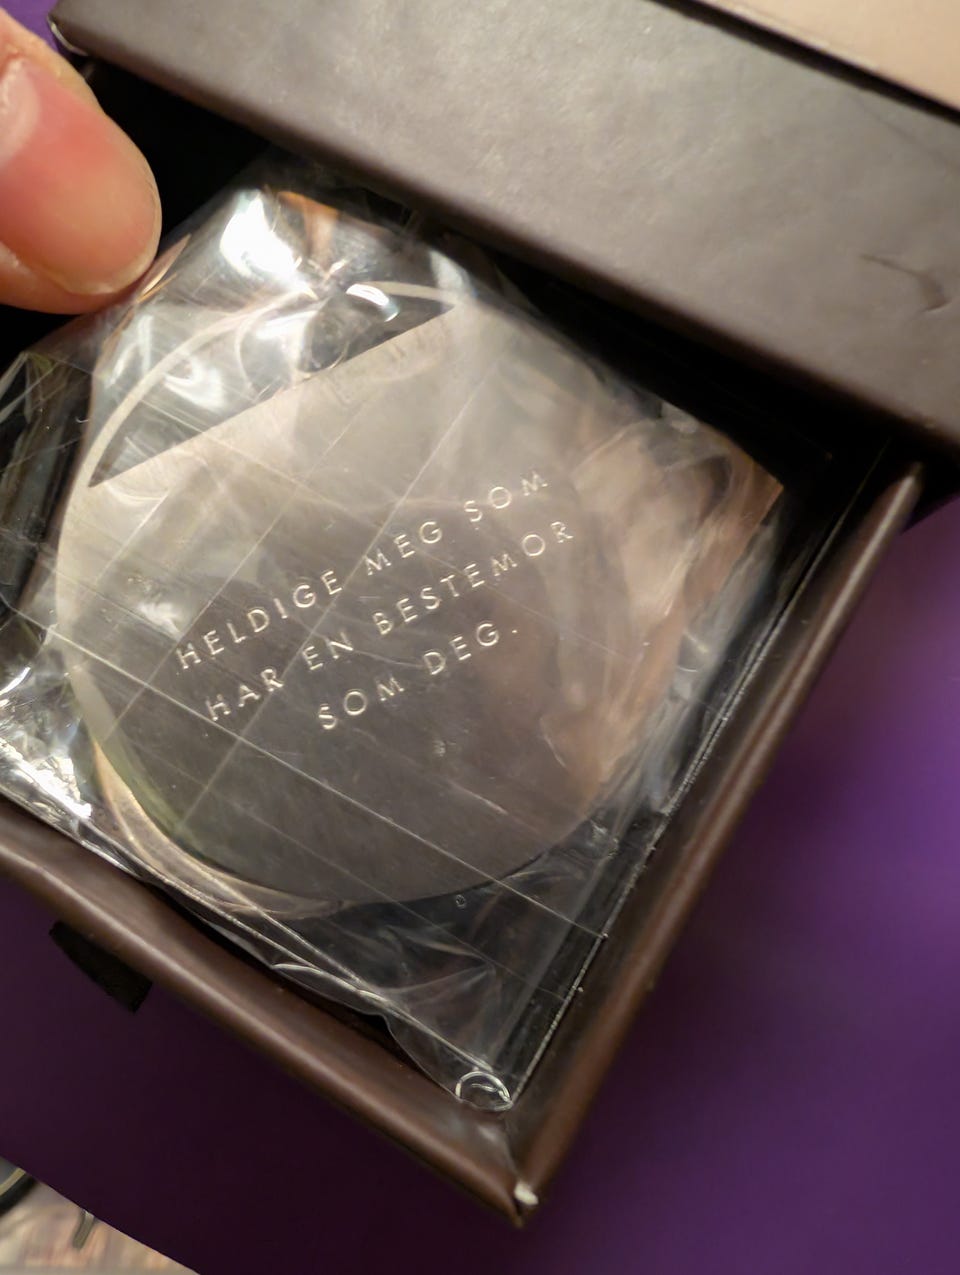 HELDIGE MEG SOM
HAR EN BESTEMOR
SOM DEG.